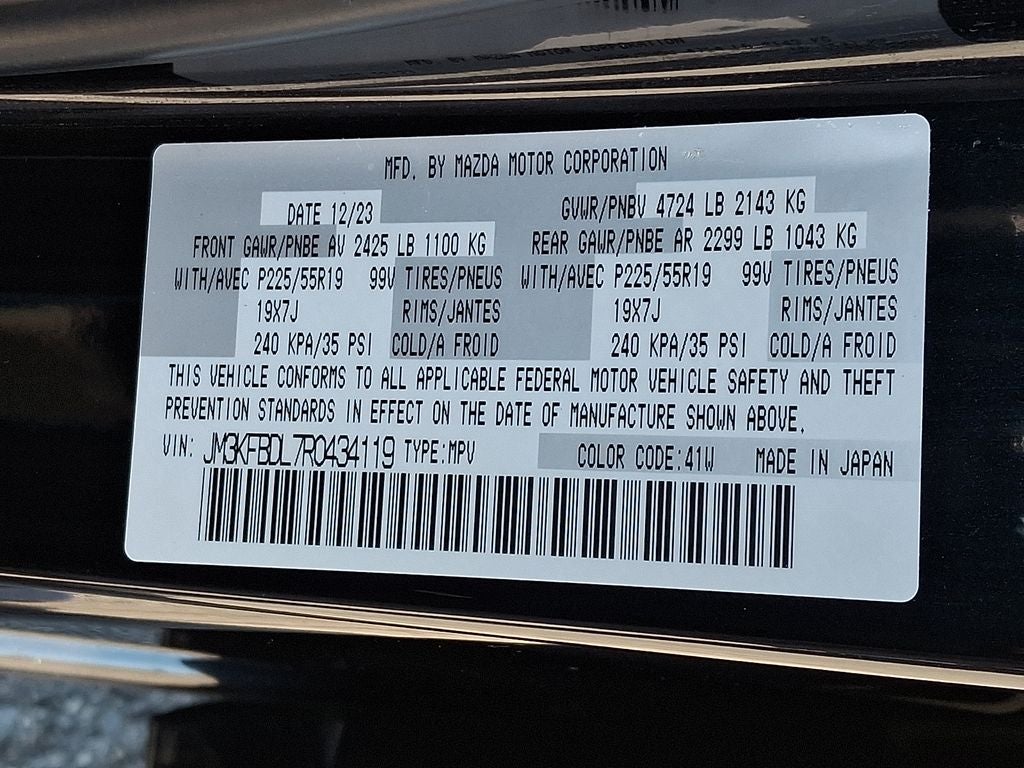 MFD. BY MAZDA MOTOR CORPORATION
DATE 12/23 GVWR/PNBV 4724 LB 2143 KG
FRONT GAWR/PNBE AV 2425 LB 1100 KG REAR GAWR/PNBE AR 2299 LB 1043 KG
WITH/AVEC P225/55R19 99V TIRES/PNEUS WITH/AVEC P225/55R19 99V TIRES/PNEUS
19X7J RIMS/JANTES 19X7J RIMS/JANTES
240 KPA/35 PSI COLD/A FROID 240 KPA/35 PSI COLD/A FROID
THIS VEHICLE CONFORMS TO ALL APPLICABLE FEDERAL MOTOR VEHICLE SAFETY AND THEFT
PREVENTION STANDARDS IN EFFECT ON THE DATE OF MANUFACTURE SHOWN ABOVE.
VIN: JM3KFBDL7R0434119 TYPE:MPV COLOR CODE:41W MADE IN JAPAN